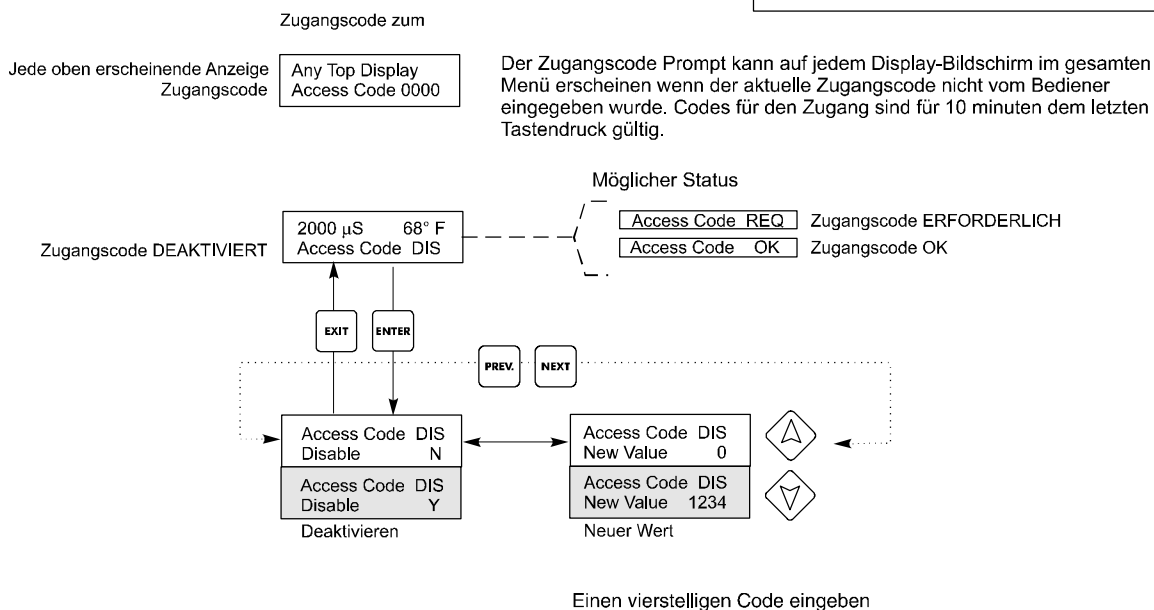 Zugangscode zum
Jede oben erscheinende Anzeige
Zugangscode
Any Top Display
Access Code 0000
Der Zugangscode Prompt kann auf jedem Display-Bildschirm im gesamten
Menü erscheinen wenn der aktuelle Zugangscode nicht vom Bediener
eingegeben wurde. Codes für den Zugang sind für 10 minuten dem letzten
Tastendruck gültig.
Möglicher Status
Zugangscode DEAKTIVIERT
2000 µS 68° F
Access Code DIS
Access Code REQ Zugangscode ERFORDERLICH
Access Code OK Zugangscode OK
EXIT
ENTER
PREV.
NEXT
Access Code DIS
Disable N
Access Code DIS
Disable Y
Deaktivieren
Access Code DIS
New Value 0
Access Code DIS
New Value 1234
Neuer Wert
Einen vierstelligen Code eingeben